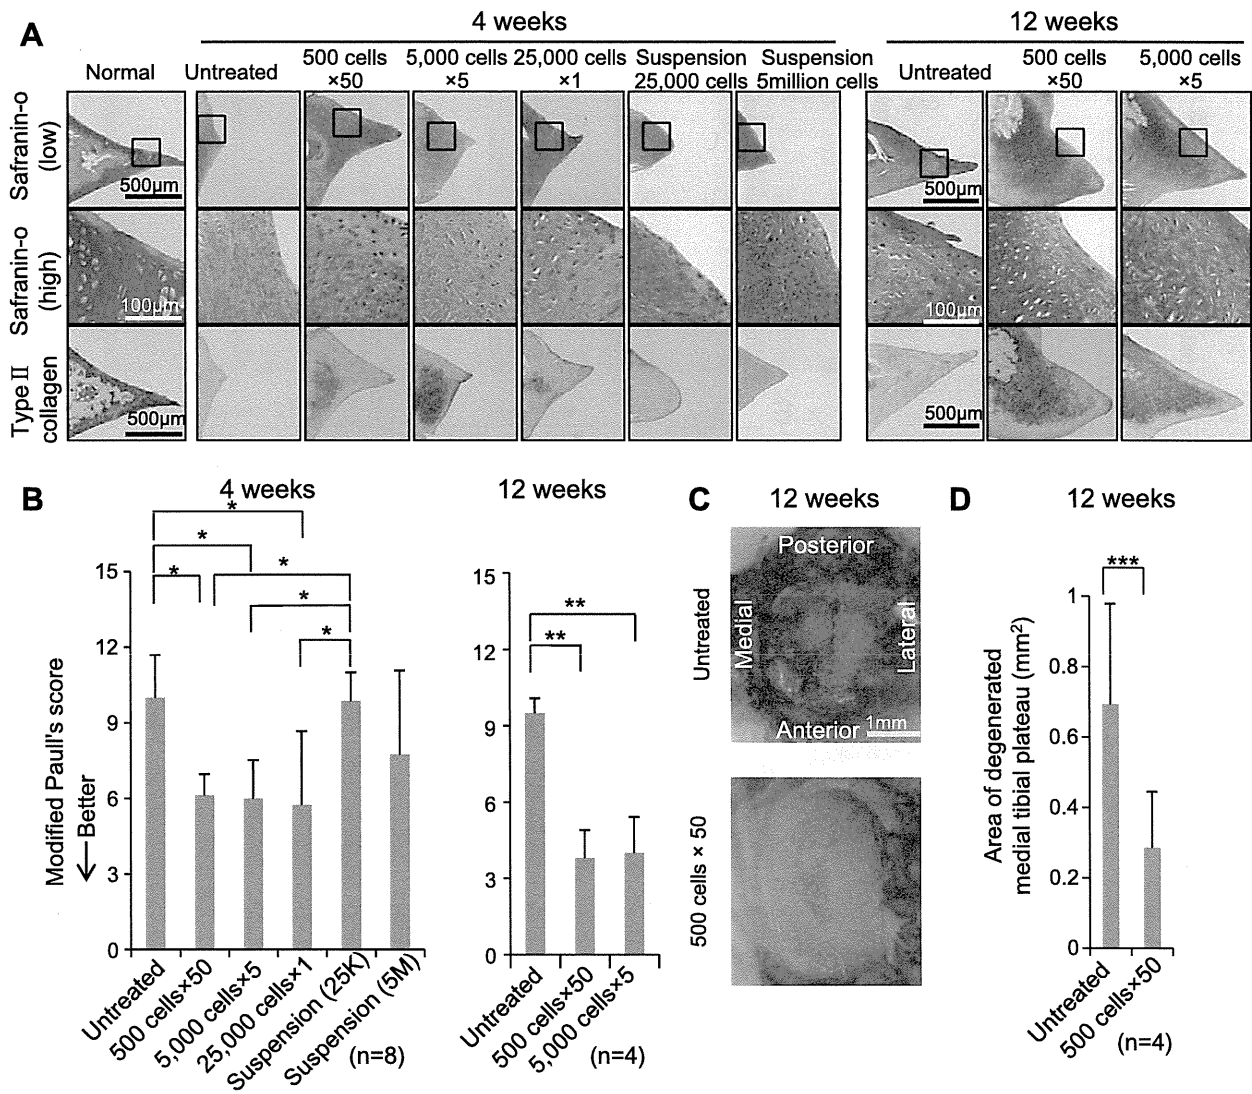 A
4 weeks
12 weeks
Normal
Untreated
500 cells
×50
5,000 cells
×5
25,000 cells
×1
Suspension
25,000 cells
Suspension
5million cells
Untreated
500 cells
×50
5,000 cells
×5
Safranin-o
(low)
500µm
500µm
Safranin-o
(high)
100µm
100µm
Type II
collagen
500µm
500µm
B
4 weeks
*
*
*
*
*
*
15
12
9
6
3
0
Modified Paull's score
Better
Untreated
500 cells×50
5,000 cells×5
25,000 cells×1
Suspension (25K)
Suspension (5M)
(n=8)
12 weeks
**
**
15
12
9
6
3
0
Untreated
500 cells×50
5,000 cells×5
(n=4)
C
12 weeks
Untreated
Posterior
Medial
Lateral
Anterior
1mm
500 cells × 50
D
12 weeks
***
1
0.8
0.6
0.4
0.2
0
Area of degenerated
medial tibial plateau (mm²)
Untreated
500 cells×50
(n=4)